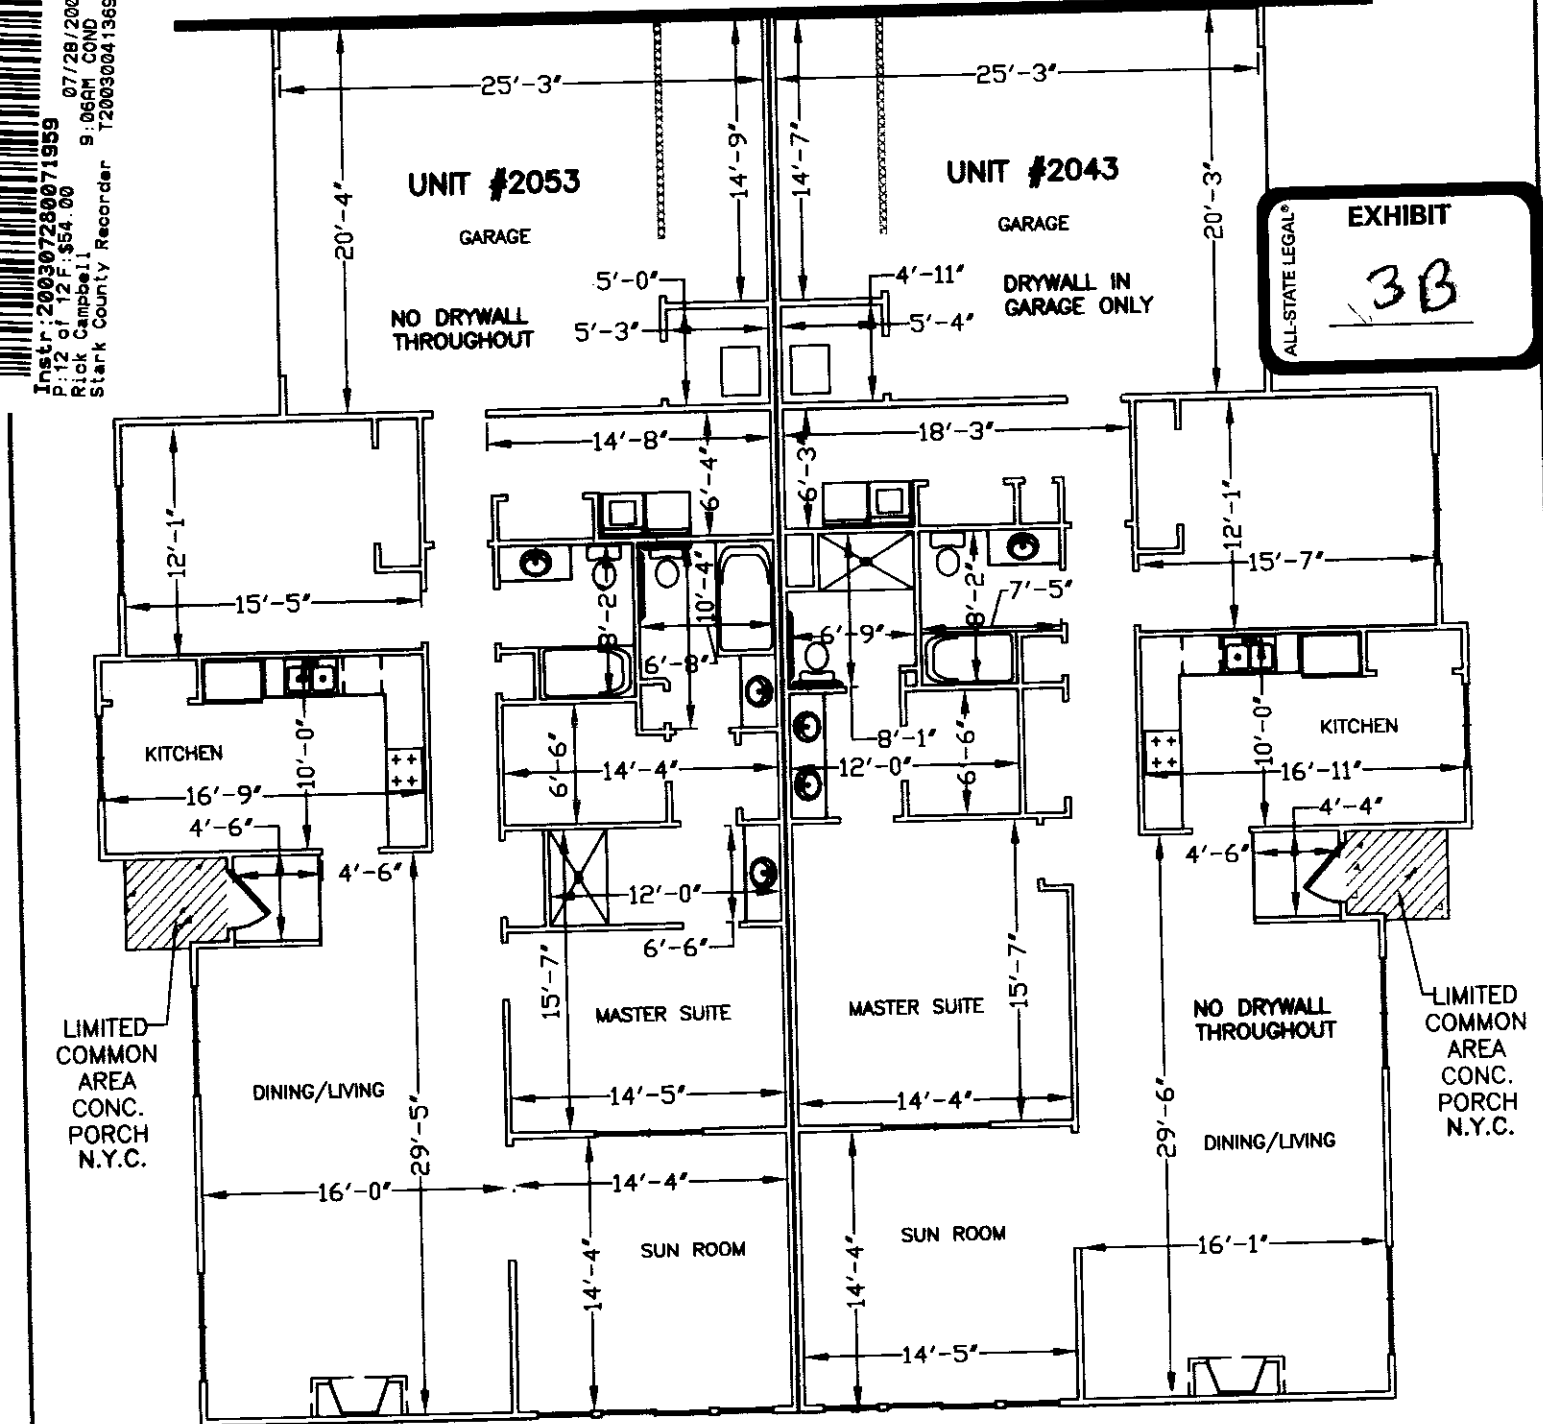 Instr:200307280071959
P:12 of 12 F:$54.00
Rick Campbell
Stark County Recorder
9:06AM COND
EXHIBIT
3B
ALL-STATE LEGAL®
25'-3"
25'-3"
20'-4"
14'-9"
14'-7"
20'-3"
UNIT #2053
GARAGE
NO DRYWALL
THROUGHOUT
UNIT #2043
GARAGE
DRYWALL IN
GARAGE ONLY
5'-0"
5'-3"
4'-11"
5'-4"
14'-8"
6'-4"
6'-3"
18'-3"
12'-1"
15'-5"
12'-1"
15'-7"
8'-2"
10'-4"
6'-8"
6'-9"
8'-2"
7'-5"
8'-1"
KITCHEN
10'-0"
16'-9"
4'-6"
4'-6"
6'-6"
14'-4"
12'-0"
6'-6"
KITCHEN
10'-0"
16'-11"
4'-4"
4'-6"
12'-0"
6'-6"
15'-7"
15'-7"
MASTER SUITE
MASTER SUITE
14'-5"
14'-4"
NO DRYWALL
THROUGHOUT
LIMITED
COMMON
AREA
CONC.
PORCH
N.Y.C.
LIMITED
COMMON
AREA
CONC.
PORCH
N.Y.C.
DINING/LIVING
29'-5"
16'-0"
14'-4"
14'-4"
SUN ROOM
DINING/LIVING
29'-6"
16'-1"
SUN ROOM
14'-4"
14'-5"